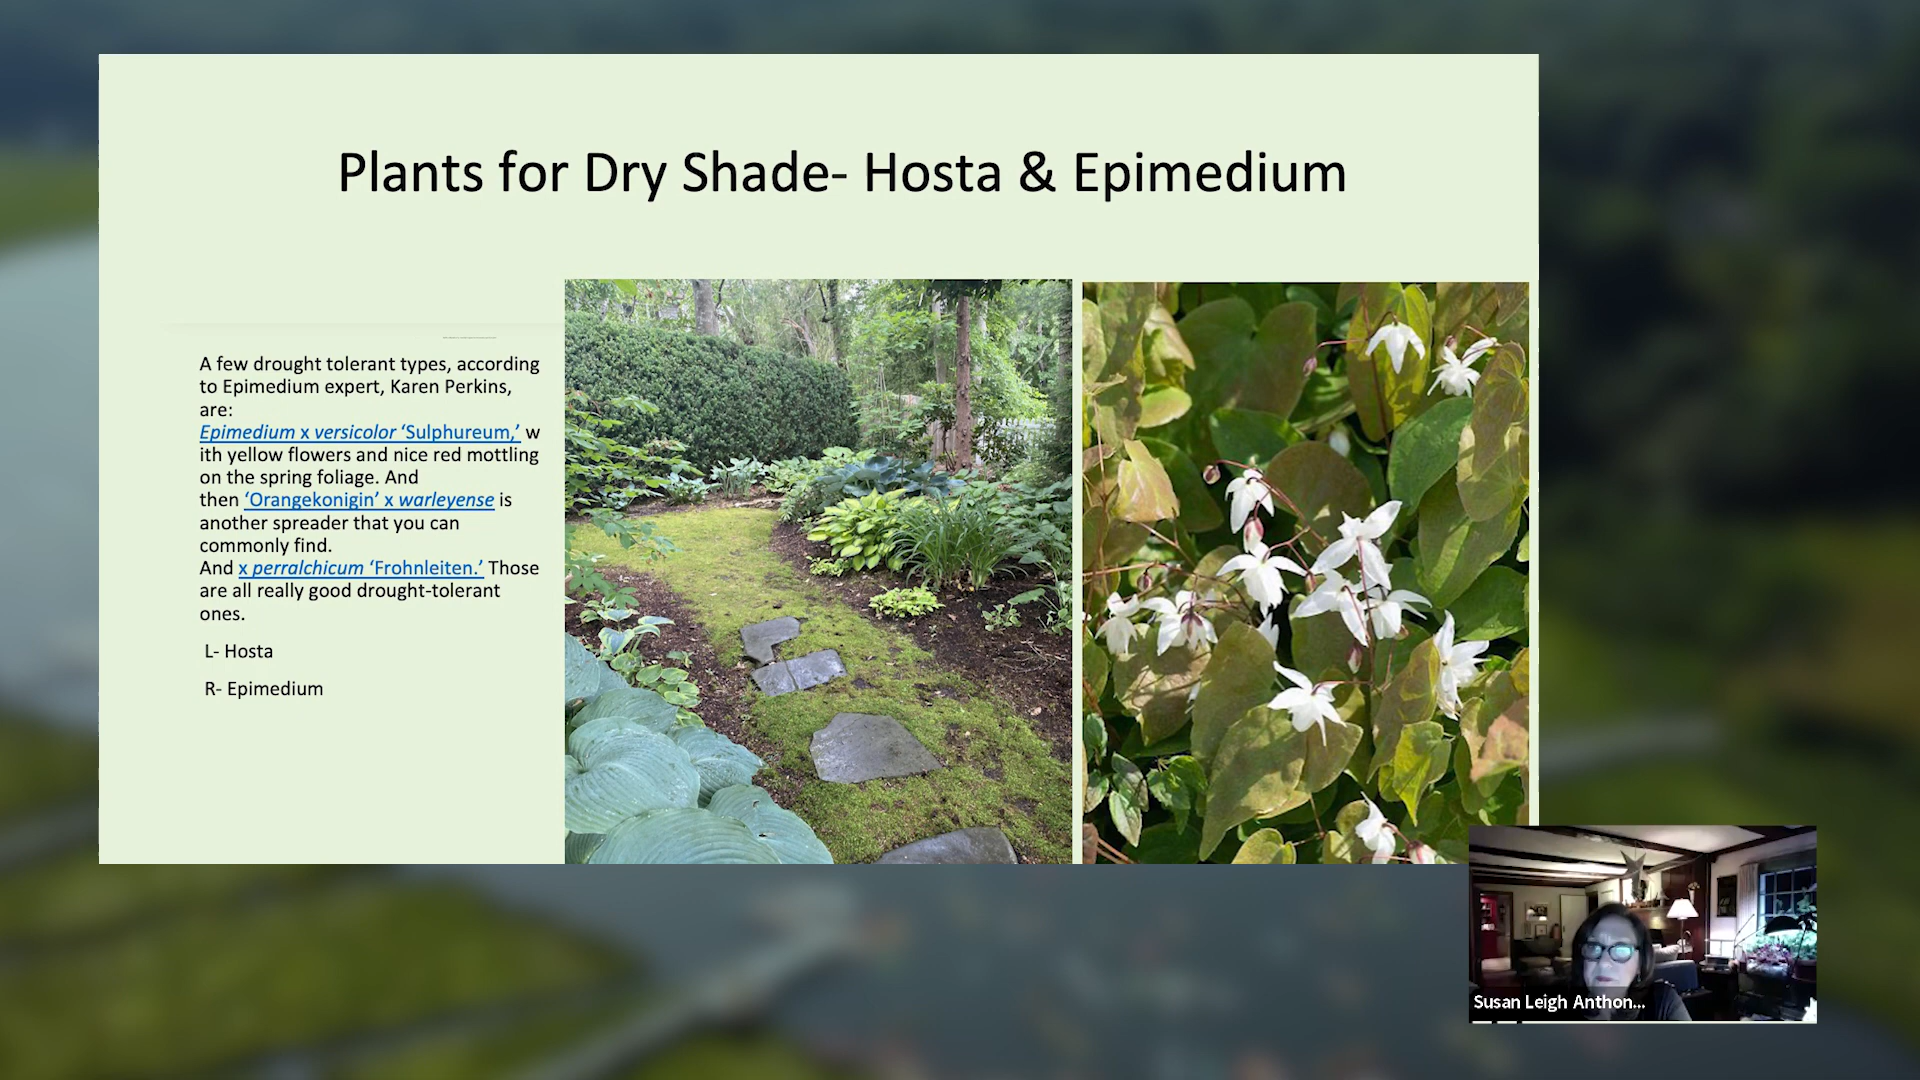 Plants for Dry Shade- Hosta & Epimedium
A few drought tolerant types, according
to Epimedium expert, Karen Perkins,
are:
Epimedium x versicolor ‘Sulphureum,’ w
ith yellow flowers and nice red mottling
on the spring foliage. And
then ‘Orangekonigin’ x warleyense is
another spreader that you can
commonly find.
And x perralchicum ‘Frohnleiten.’ Those
are all really good drought-tolerant
ones.
L- Hosta
R- Epimedium
Susan Leigh Anthon...